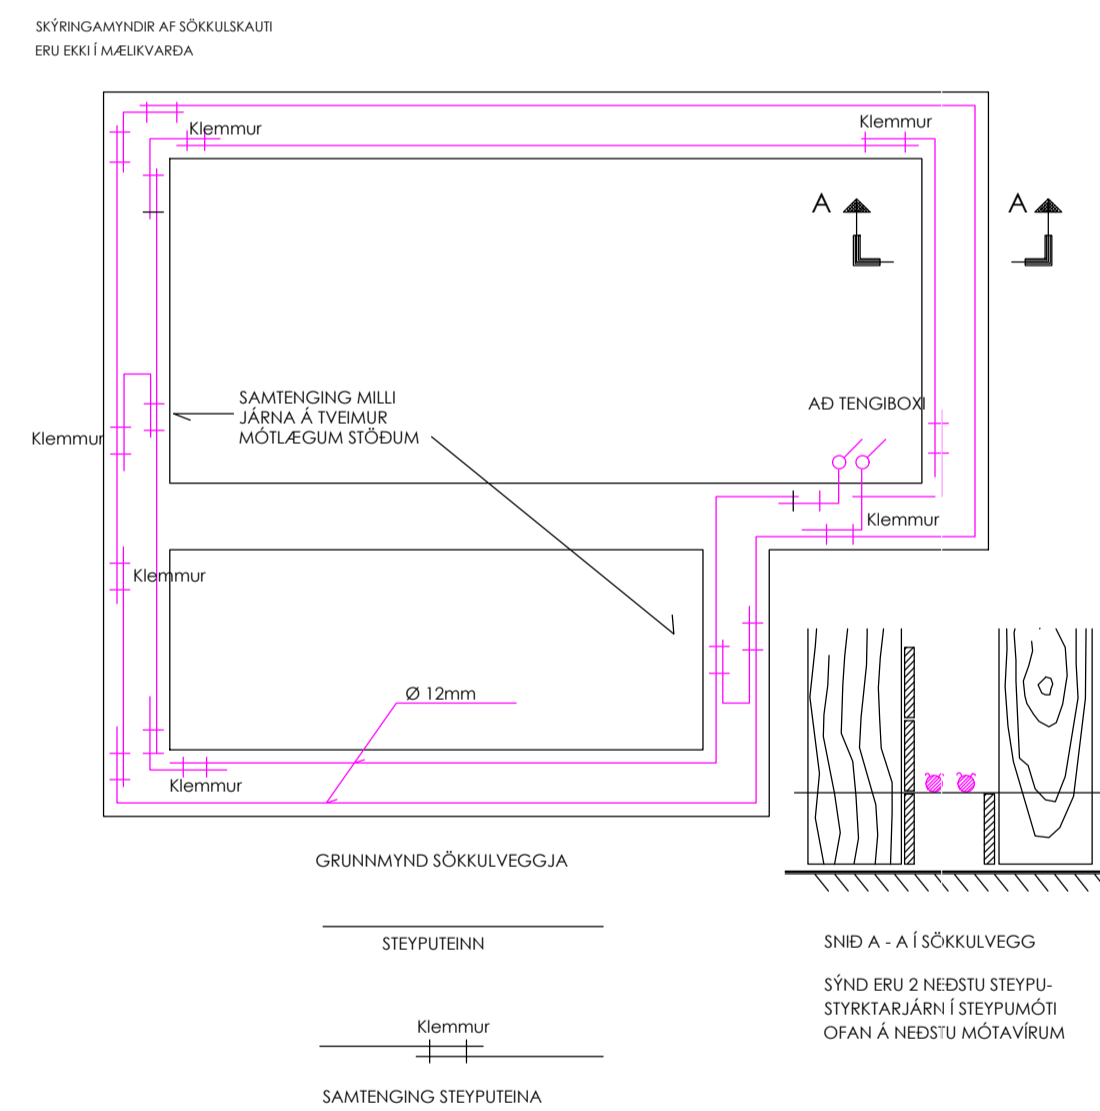 SKÝRINGAMYNDIR AF SÖKKULSKAUTI
ERU EKKI Í MÆLIKVARÐA
Klemmur
Klemmur
A
A
SAMTENGING MILLI
JÁRNA Á TVEIMUR
MÓTLÆGUM STÖÐUM
AÐ TENGIBOXI
Klemmur
Klemmur
Klemmur
Ø 12mm
Klemmur
GRUNNMYND SÖKKULVEGGJA
STEYPUTEINN
Klemmur
SAMTENGING STEYPUTEINA
SNIÐ A - A Í SÖKKULVEGG
SÝND ERU 2 NEÐSTU STEYPU-
STYRKTARJÁRN Í STEYPUMÓTI
OFAN Á NEÐSTU MÓTAVÍRUM